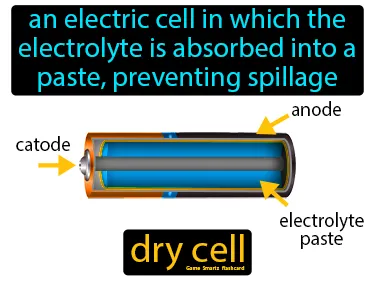 an electric cell in which the
electrolyte is absorbed into a
paste, preventing spillage
anode
catode
electrolyte
paste
dry cell
Game Smartz flashcard